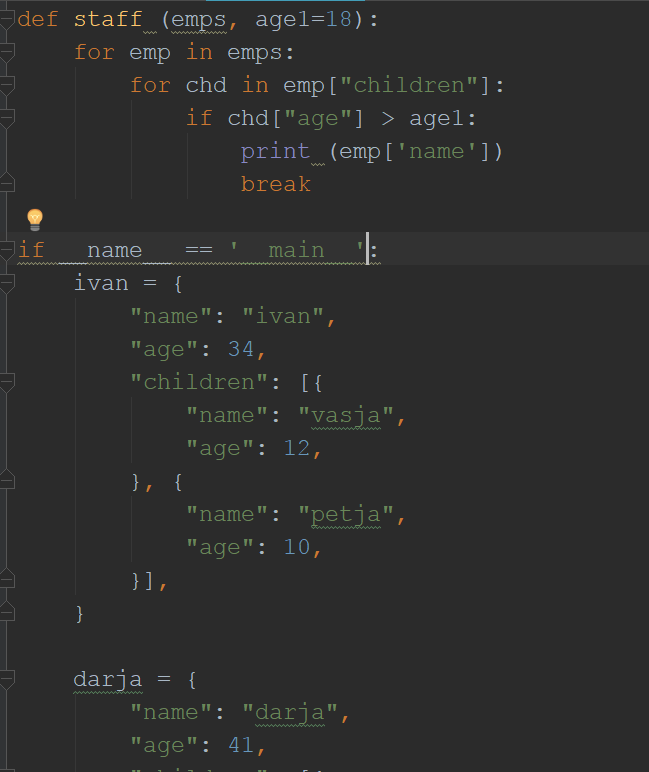 def staff (emps, age1=18):
    for emp in emps:
        for chd in emp["children"]:
            if chd["age"] > age1:
                print (emp['name'])
                break

if __name__ == '__main__':
    ivan = {
        "name": "ivan",
        "age": 34,
        "children": [{
            "name": "vasja",
            "age": 12,
        }, {
            "name": "petja",
            "age": 10,
        }],
    }

    darja = {
        "name": "darja",
        "age": 41,